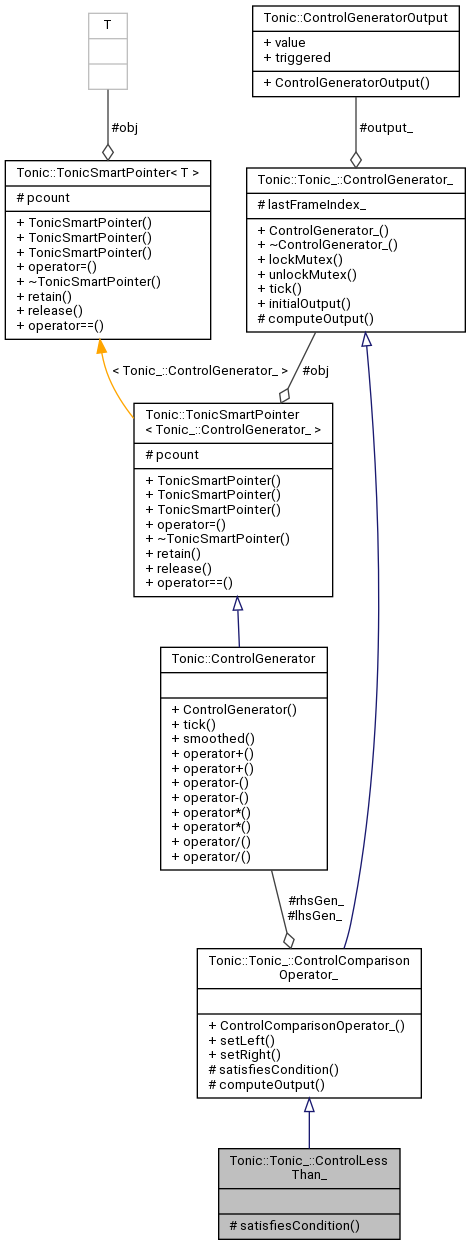 T
#obj
Tonic::ControlGeneratorOutput
+ value
+ triggered
+ ControlGeneratorOutput()
#output_
Tonic::TonicSmartPointer< T >
# pcount
+ TonicSmartPointer()
+ TonicSmartPointer()
+ TonicSmartPointer()
+ operator=()
+ ~TonicSmartPointer()
+ retain()
+ release()
+ operator==()
Tonic::Tonic_::ControlGenerator_
# lastFrameIndex_
+ ControlGenerator_()
+ ~ControlGenerator_()
+ lockMutex()
+ unlockMutex()
+ tick()
+ initialOutput()
# computeOutput()
< Tonic_::ControlGenerator_ >
#obj
Tonic::TonicSmartPointer
< Tonic_::ControlGenerator_ >
# pcount
+ TonicSmartPointer()
+ TonicSmartPointer()
+ TonicSmartPointer()
+ operator=()
+ ~TonicSmartPointer()
+ retain()
+ release()
+ operator==()
Tonic::ControlGenerator
+ ControlGenerator()
+ tick()
+ smoothed()
+ operator+()
+ operator+()
+ operator-()
+ operator-()
+ operator*()
+ operator*()
+ operator/()
+ operator/()
#rhsGen_
#lhsGen_
Tonic::Tonic_::ControlComparison
Operator_
+ ControlComparisonOperator_()
+ setLeft()
+ setRight()
# satisfiesCondition()
# computeOutput()
Tonic::Tonic_::ControlLess
Than_
# satisfiesCondition()